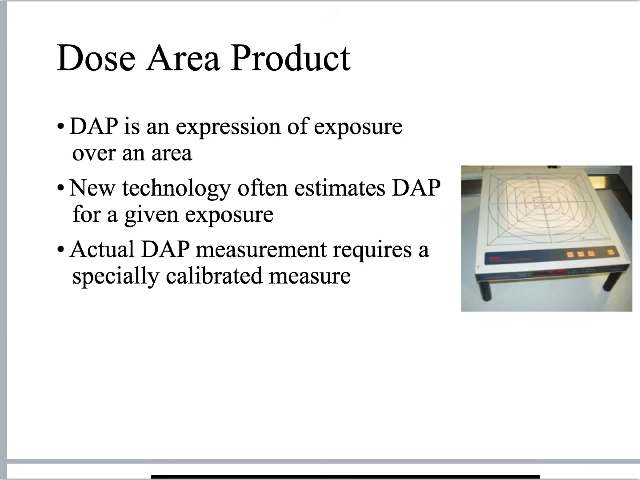 Dose Area Product
• DAP is an expression of exposure
over an area
• New technology often estimates DAP
for a given exposure
• Actual DAP measurement requires a
specially calibrated measure